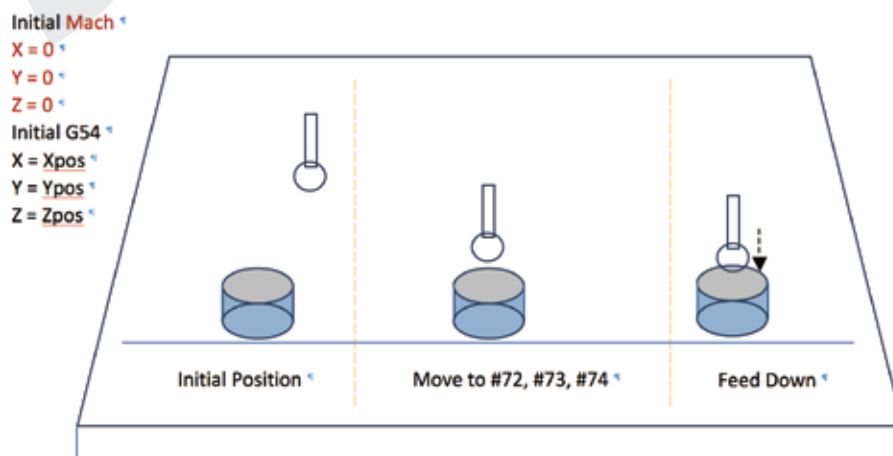 Initial Mach
X = 0
Y = 0
Z = 0
Initial G54
X = Xpos
Y = Ypos
Z = Zpos
Initial Position
Move to #72, #73, #74
Feed Down